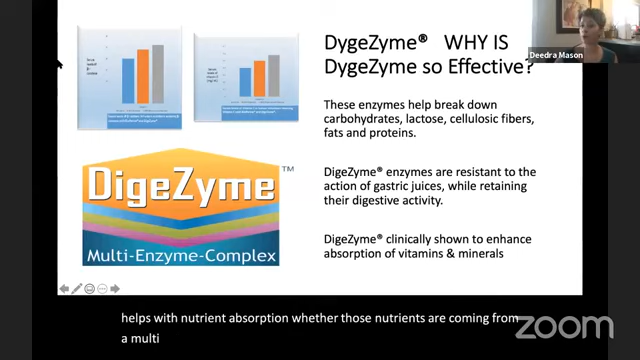 DygeZyme® WHY IS
DygeZyme so Effective?
Deedra Mason
These enzymes help break down
carbohydrates, lactose, cellulosic fibers,
fats and proteins.
DigeZyme™
Multi-Enzyme-Complex
DigeZyme® enzymes are resistant to the
action of gastric juices, while retaining
their digestive activity.
DigeZyme® clinically shown to enhance
absorption of vitamins & minerals
helps with nutrient absorption whether those nutrients are coming from
a multi
zoom